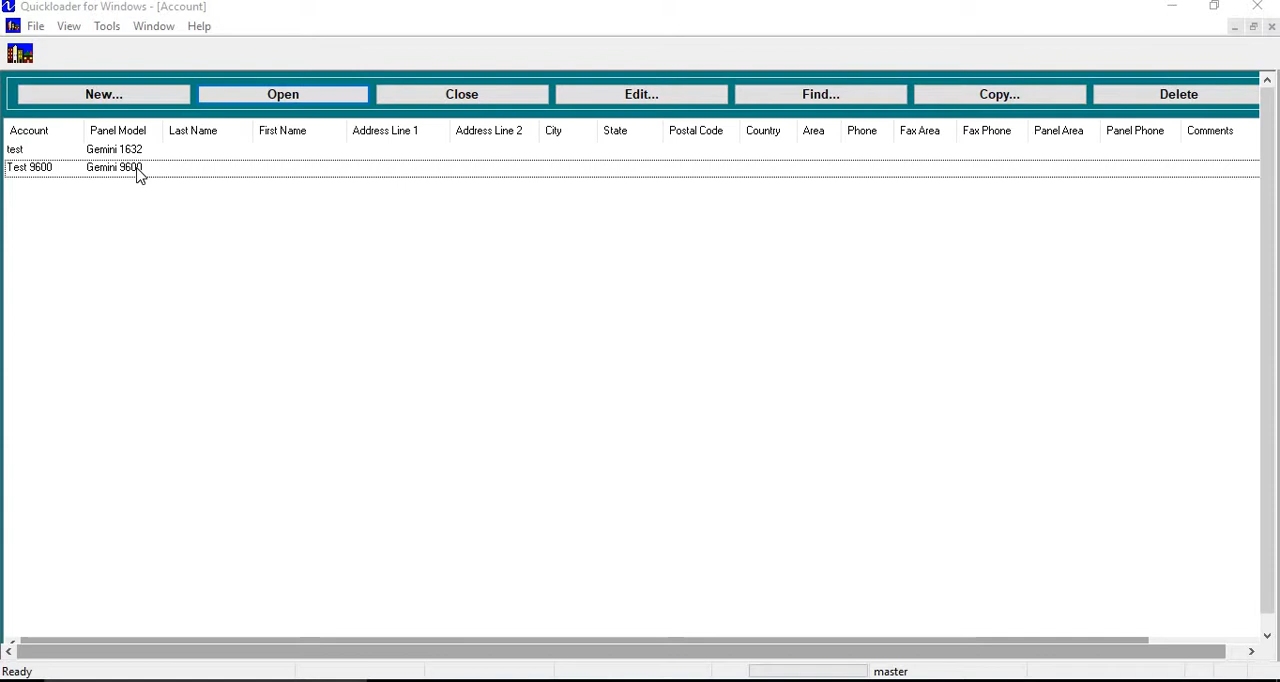 Quickloader for Windows - [Account]
File View Tools Window Help
New... Open Close Edit... Find... Copy... Delete
Account Panel Model Last Name First Name Address Line 1 Address Line 2 City State Postal Code Country Area Phone Fax Area Fax Phone Panel Area Panel Phone Comments
test Gemini 1632
Test 9600 Gemini 9600
Ready master